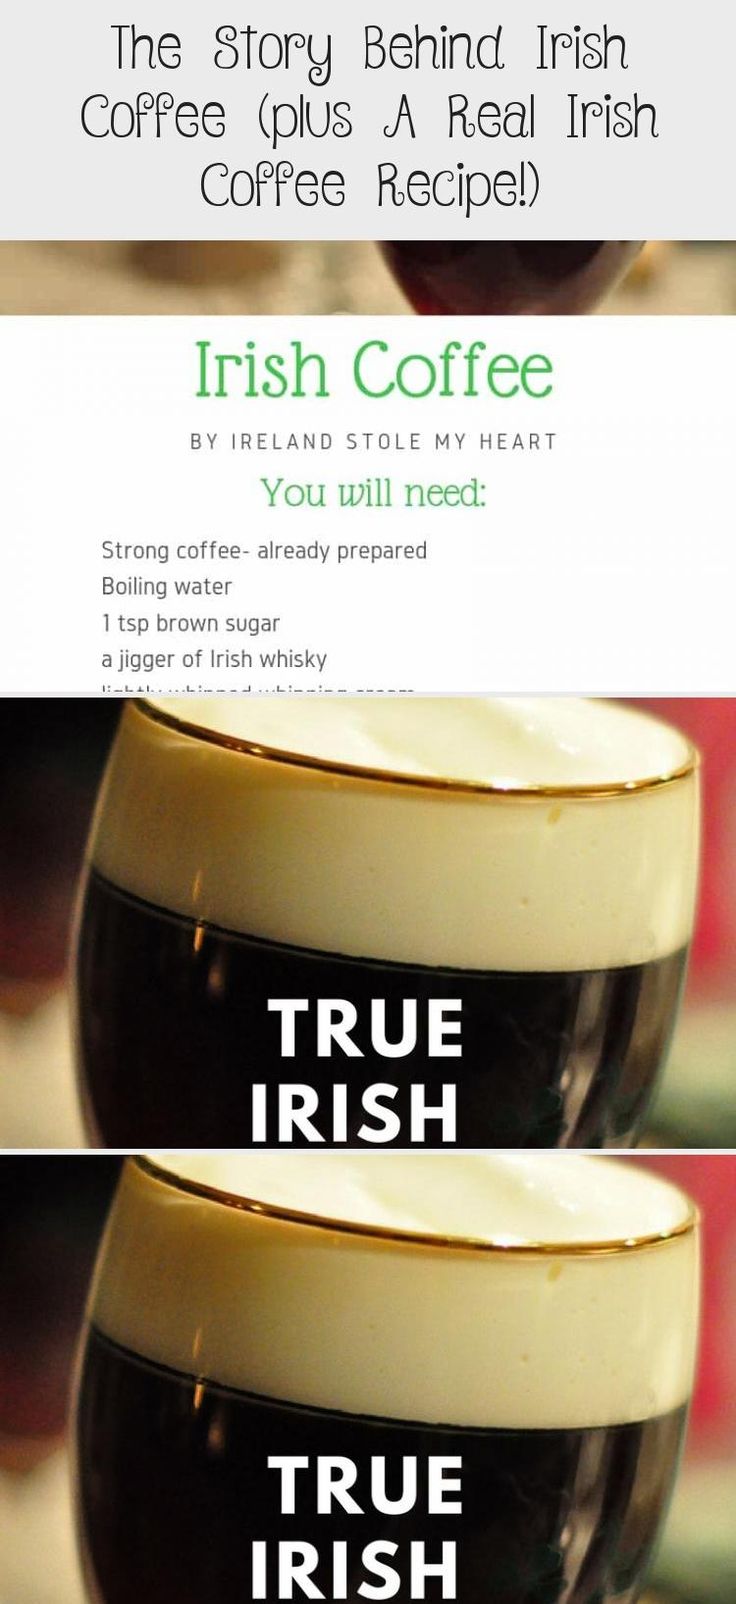 The Story Behind Irish
Coffee (plus A Real Irish
Coffee Recipe!)
Irish Coffee
BY IRELAND STOLE MY HEART
You will need:
Strong coffee- already prepared
Boiling water
1 tsp brown sugar
a jigger of Irish whisky
TRUE
IRISH
TRUE
IRISH